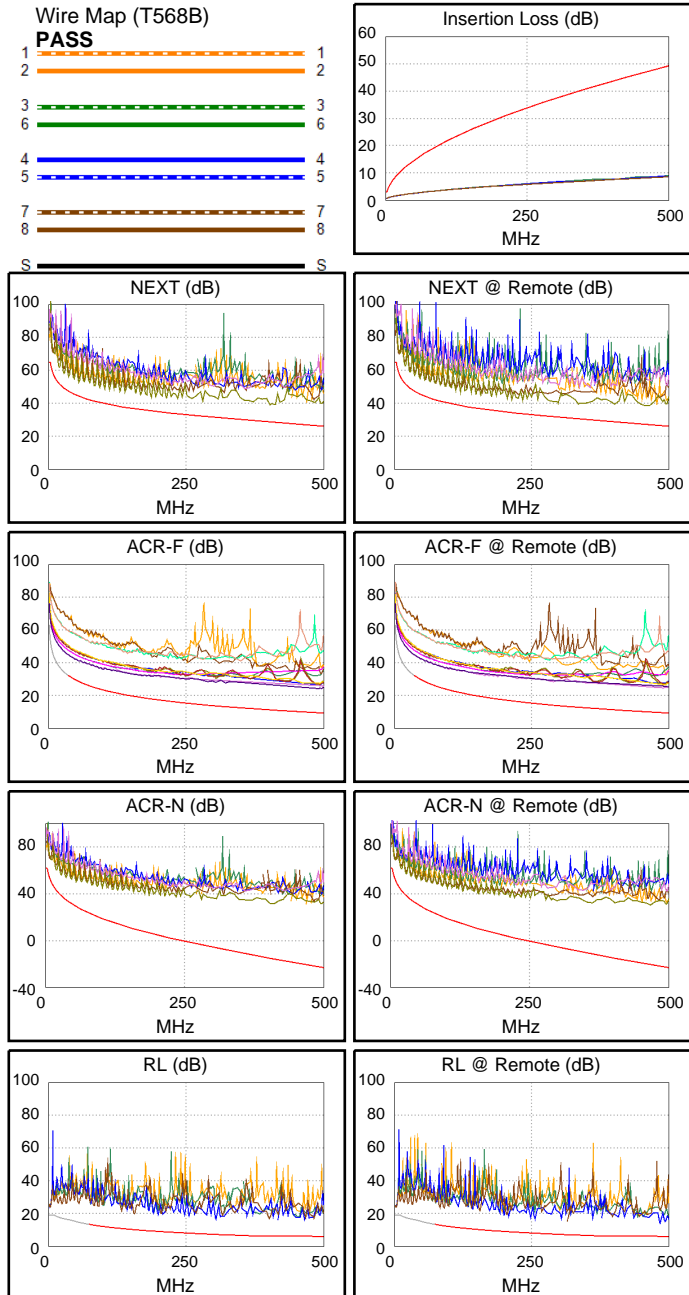 Wire Map (T568B)
PASS
1 1
2 2
3 3
6 6
4 4
5 5
7 7
8 8
S S
Insertion Loss (dB)
60
50
40
30
20
10
0
0 250 500
MHz
NEXT (dB)
100
80
60
40
20
0
0 250 500
MHz
NEXT @ Remote (dB)
100
80
60
40
20
0
0 250 500
MHz
ACR-F (dB)
100
80
60
40
20
0
0 250 500
MHz
ACR-F @ Remote (dB)
100
80
60
40
20
0
0 250 500
MHz
ACR-N (dB)
80
40
0
-40
0 250 500
MHz
ACR-N @ Remote (dB)
80
40
0
-40
0 250 500
MHz
RL (dB)
100
80
60
40
20
0
0 250 500
MHz
RL @ Remote (dB)
100
80
60
40
20
0
0 250 500
MHz